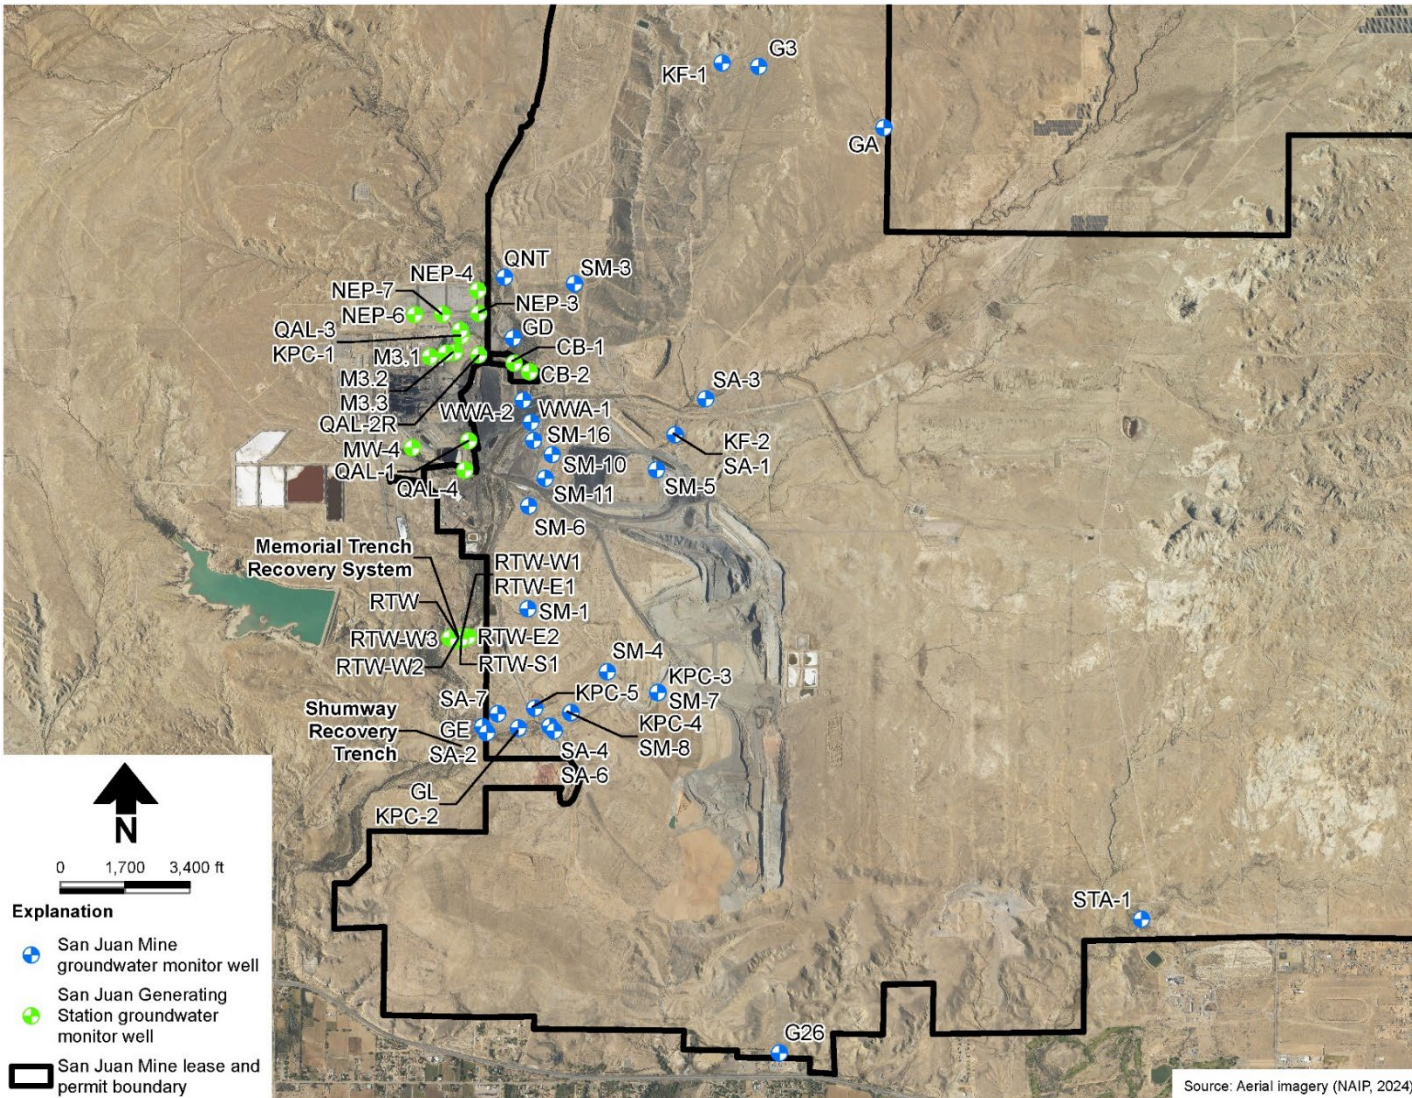 G3
KF-1
GA
QNT
SM-3
NEP-4
NEP-7
NEP-3
NEP-6
QAL-3
GD
KPC-1
CB-1
M3.1
CB-2
M3.2
SA-3
M3.3
WWA-2
WWA-1
QAL-2R
SM-16
KF-2
MW-4
SM-10
SA-1
QAL-1
SM-5
QAL-4
SM-11
SM-6
Memorial Trench
Recovery System
RTW-W1
RTW-E1
RTW
SM-1
RTW-W3
RTW-E2
RTW-W2
RTW-S1
SM-4
KPC-3
SM-7
SA-7
KPC-5
Shumway
Recovery
Trench
GE
SA-2
KPC-4
SM-8
SA-4
SA-6
GL
KPC-2
STA-1
G26
N
0 1,700 3,400 ft
Explanation
San Juan Mine
groundwater monitor well
San Juan Generating
Station groundwater
monitor well
San Juan Mine lease and
permit boundary
Source: Aerial imagery (NAIP, 2024)